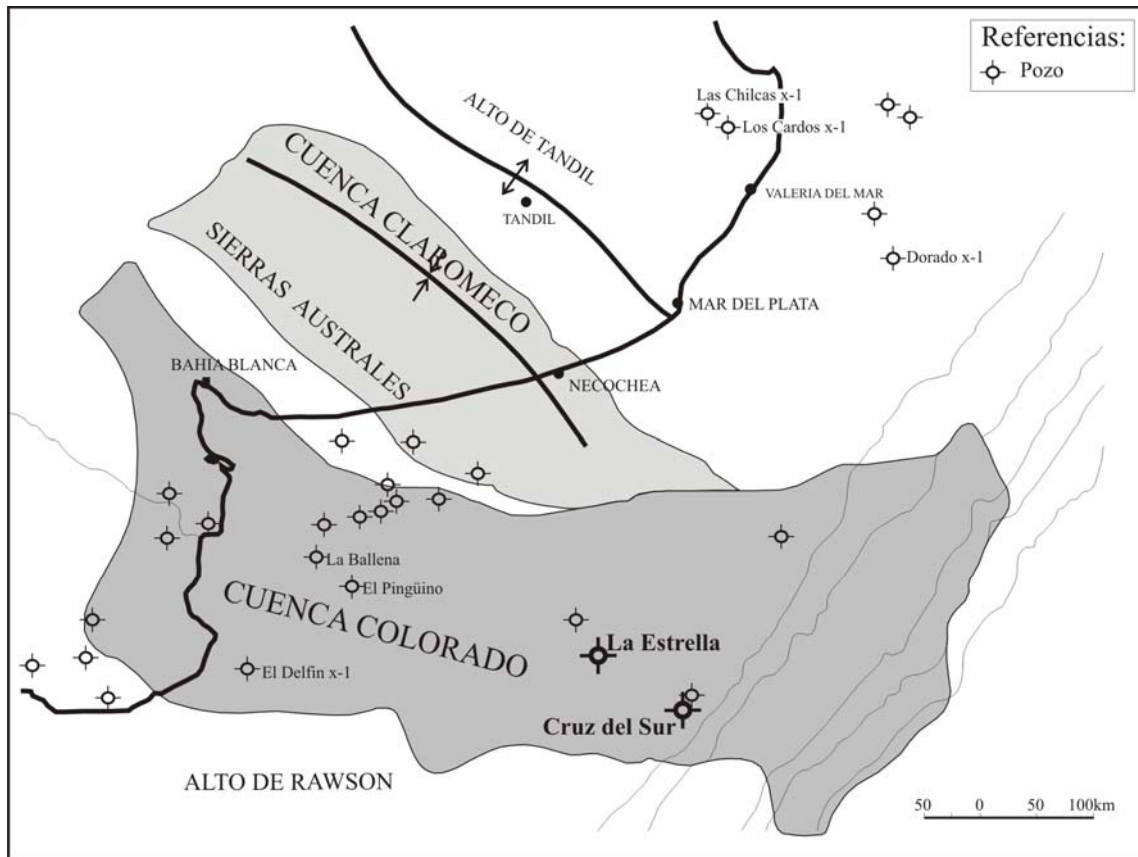 Referencias:
Pozo
Las Chilcas x-1
Los Cardos x-1
ALTO DE TANDIL
CUENCA CLAROMECO
TANDIL
VALERIA DEL MAR
SIERRAS AUSTRALES
Dorado x-1
MAR DEL PLATA
BAHIA BLANCA
NECOCHEA
La Ballena
El Pingüino
CUENCA COLORADO
La Estrella
El Delfin x-1
Cruz del Sur
ALTO DE RAWSON
50 0 50 100km